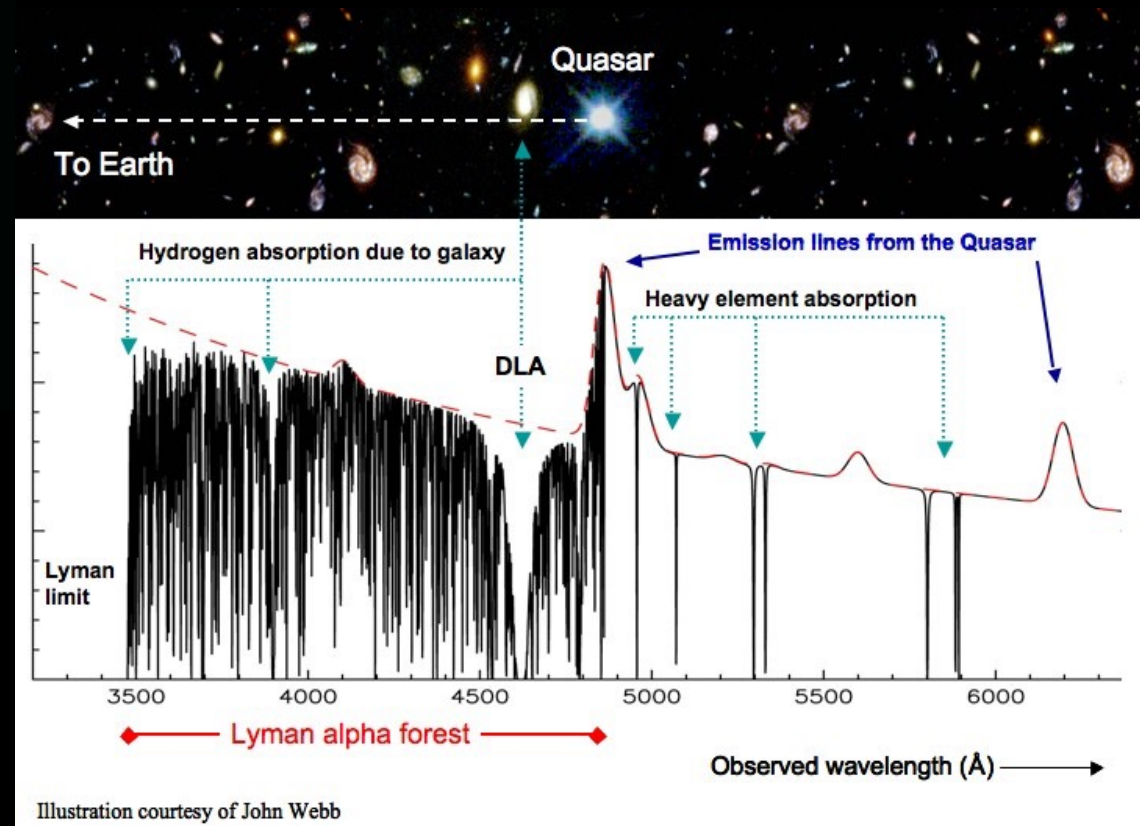 Quasar
To Earth
Hydrogen absorption due to galaxy
Emission lines from the Quasar
Heavy element absorption
DLA
Lyman
limit
3500 4000 4500 5000 5500 6000
Lyman alpha forest
Observed wavelength (Å)
Illustration courtesy of John Webb